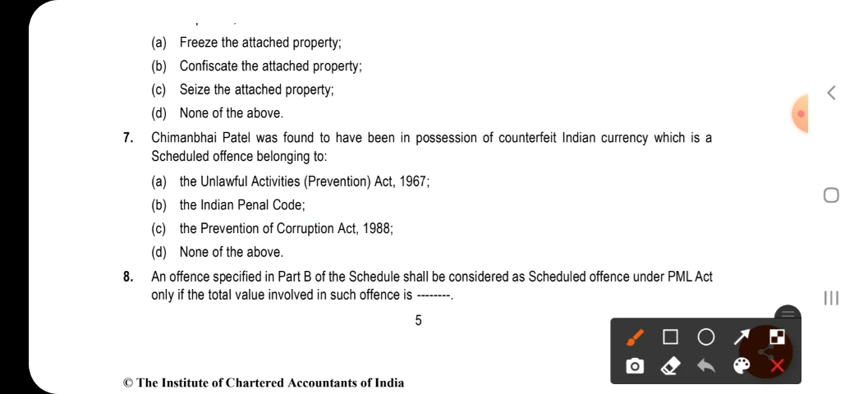 (a) Freeze the attached property;
(b) Confiscate the attached property;
(c) Seize the attached property;
(d) None of the above.
7. Chimanbhai Patel was found to have been in possession of counterfeit Indian currency which is a
Scheduled offence belonging to:
(a) the Unlawful Activities (Prevention) Act, 1967;
(b) the Indian Penal Code;
(c) the Prevention of Corruption Act, 1988;
(d) None of the above.
8. An offence specified in Part B of the Schedule shall be considered as Scheduled offence under PML Act
only if the total value involved in such offence is --------.
5
© The Institute of Chartered Accountants of India